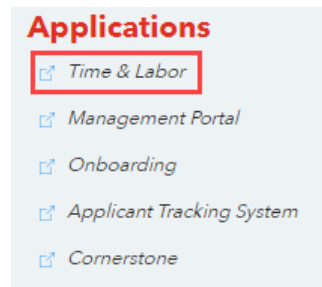 Applications
Time & Labor
Management Portal
Onboarding
Applicant Tracking System
Cornerstone